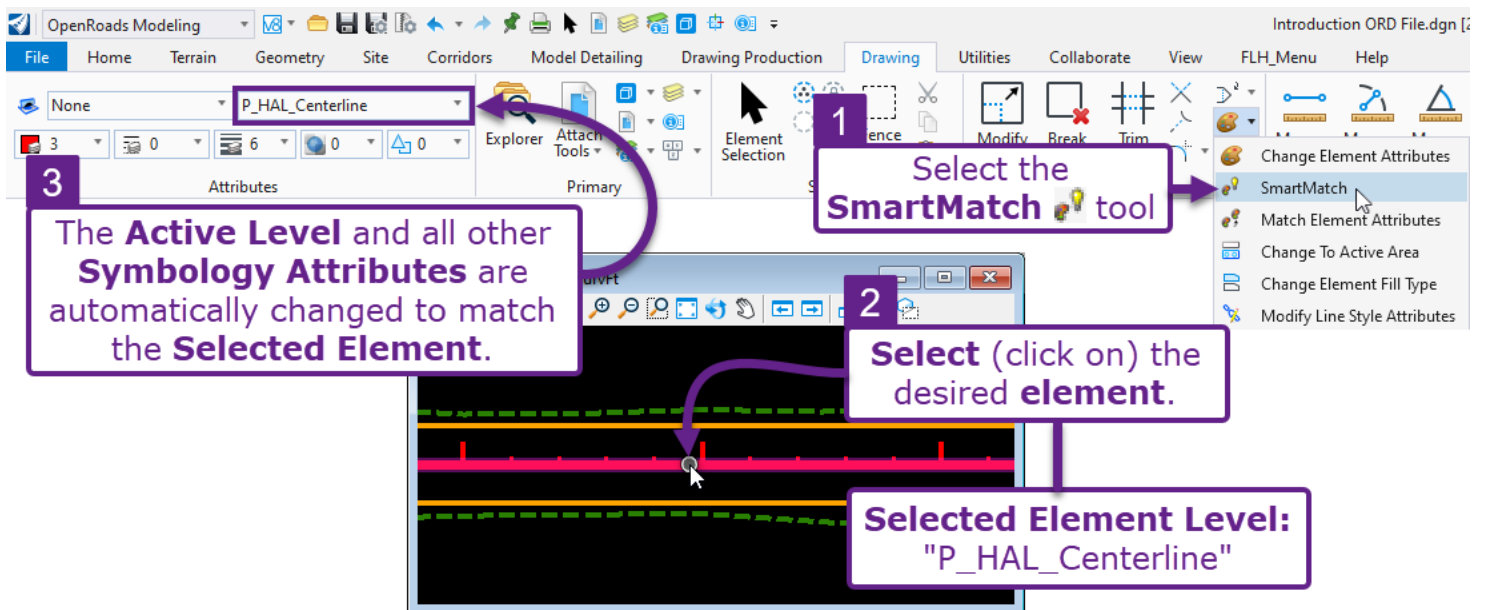 OpenRoads Modeling
Introduction ORD File.dgn [2
File Home Terrain Geometry Site Corridors Model Detailing Drawing Production Drawing Utilities Collaborate View FLH_Menu Help
None P_HAL_Centerline
3 0 6 0 0
Explorer Attach Tools Element Selection Modify Break Trim
Attributes Primary
1
Select the
SmartMatch tool
Change Element Attributes
SmartMatch
Match Element Attributes
Change To Active Area
Change Element Fill Type
Modify Line Style Attributes
3
The Active Level and all other
Symbology Attributes are
automatically changed to match
the Selected Element.
2
Select (click on) the
desired element.
Selected Element Level:
"P_HAL_Centerline"